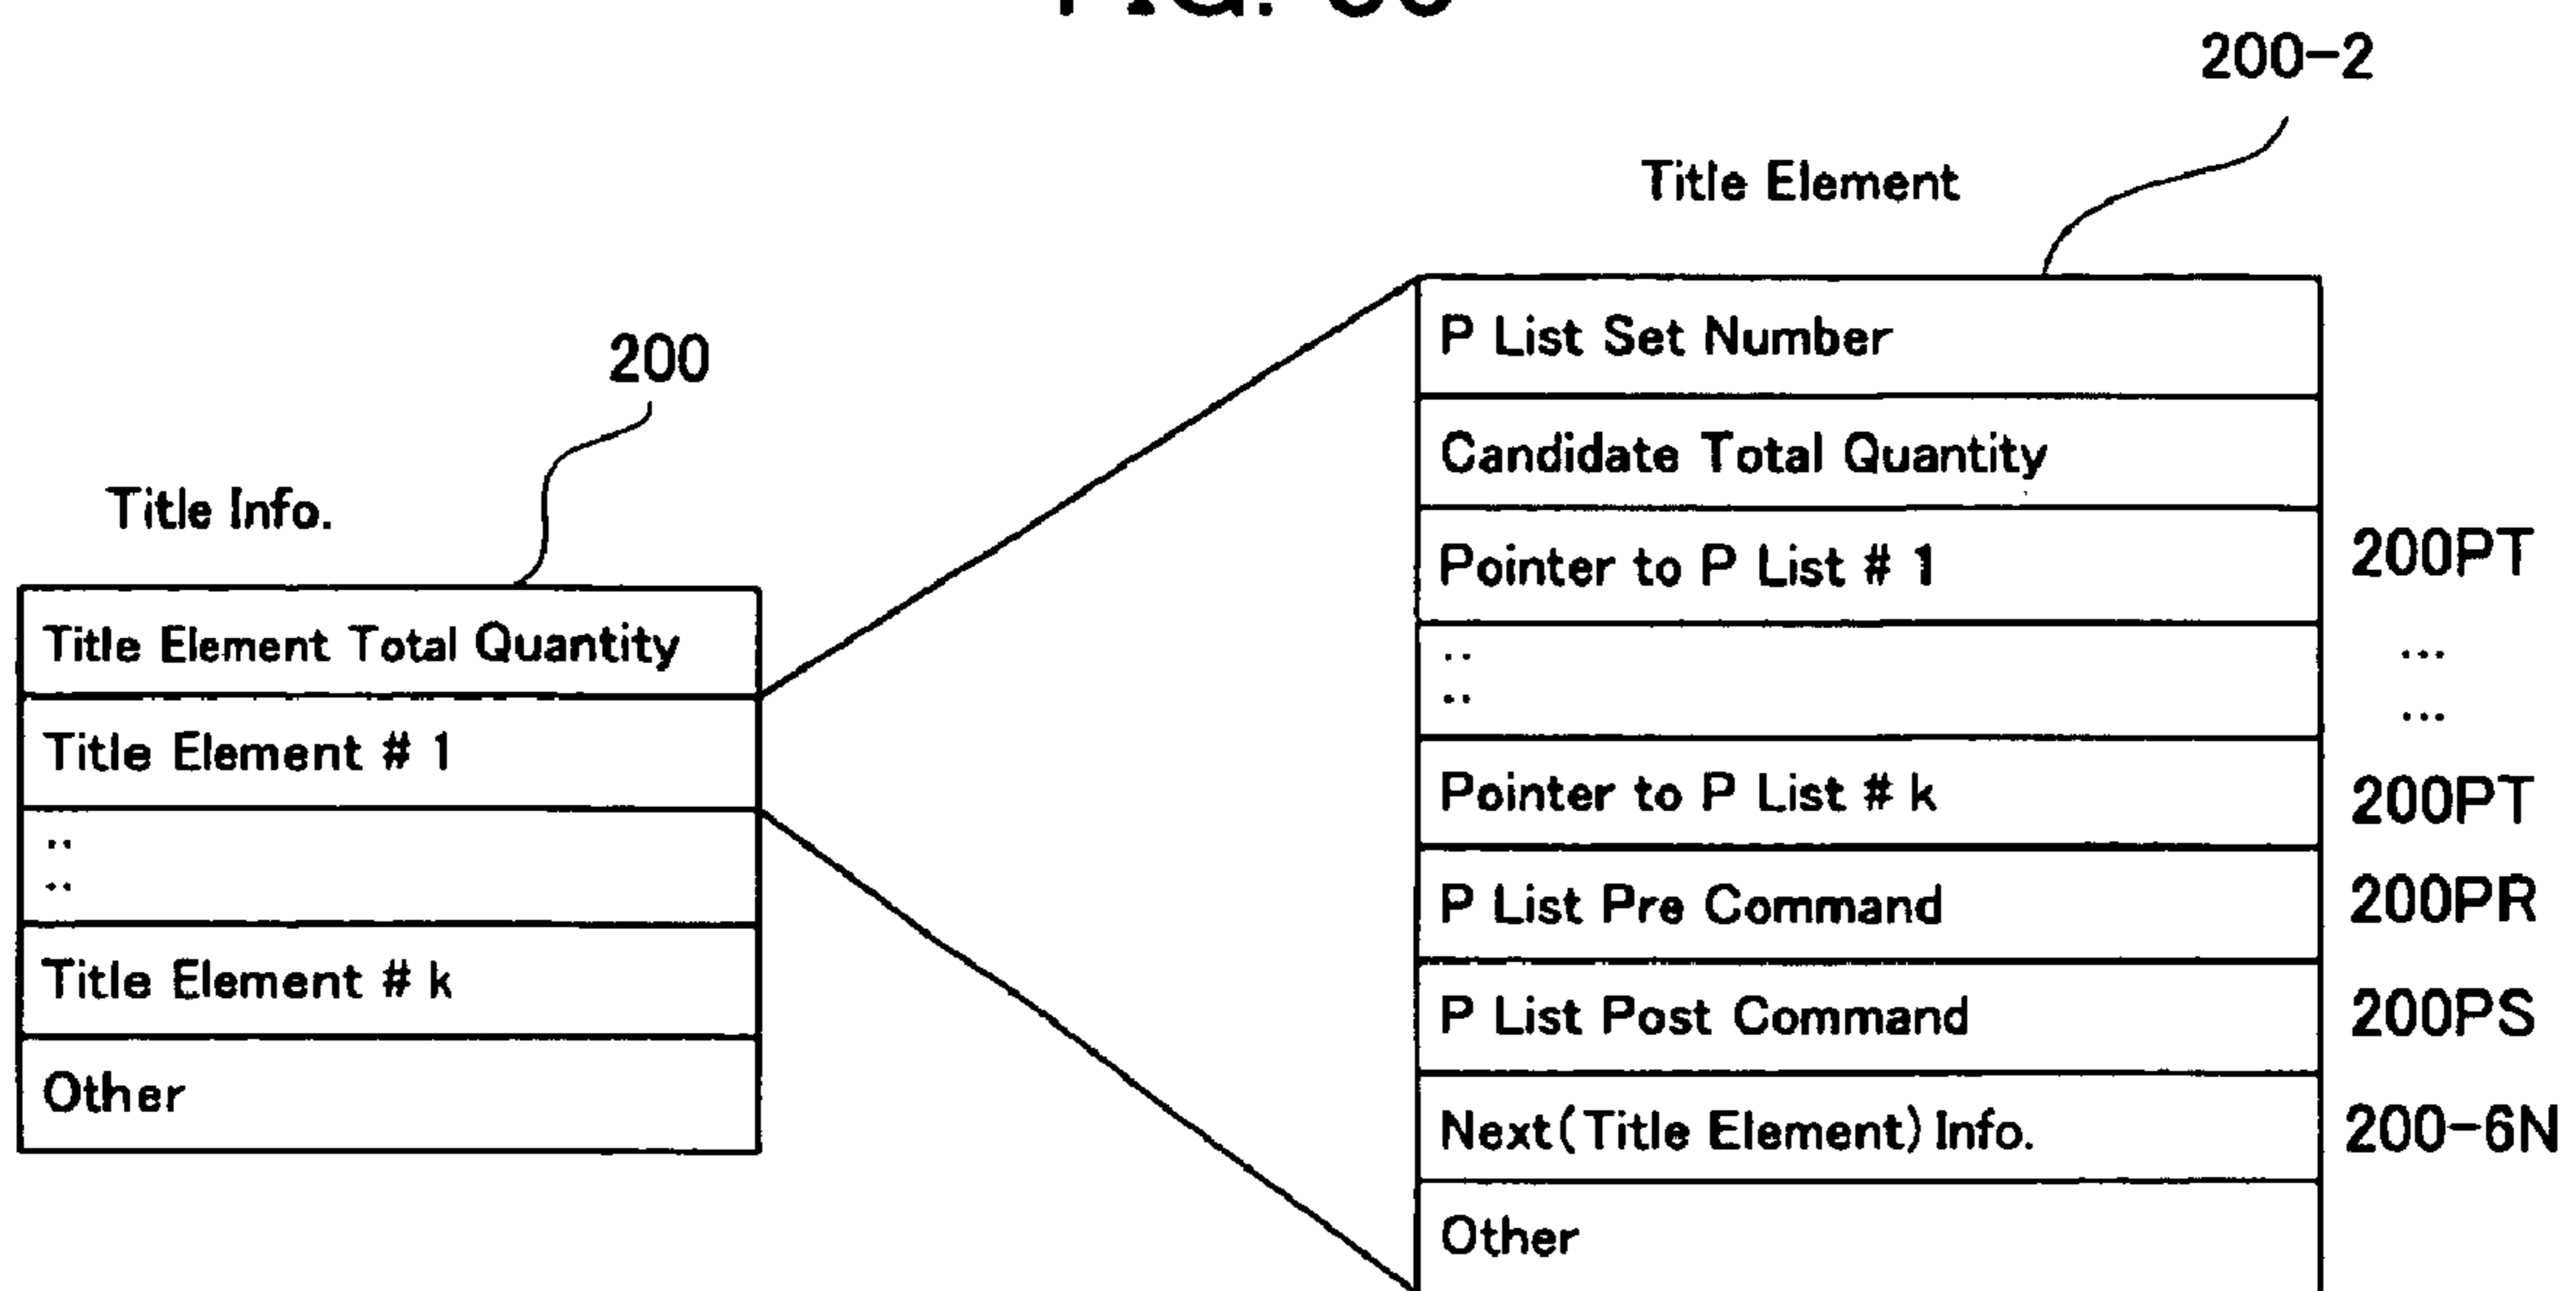 200-2
Title Element
P List Set Number
Candidate Total Quantity
Pointer to P List # 1 200PT
:: ...
...
Pointer to P List # k 200PT
P List Pre Command 200PR
P List Post Command 200PS
Next(Title Element) Info. 200-6N
Other
200
Title Info.
Title Element Total Quantity
Title Element # 1
::
Title Element # k
Other